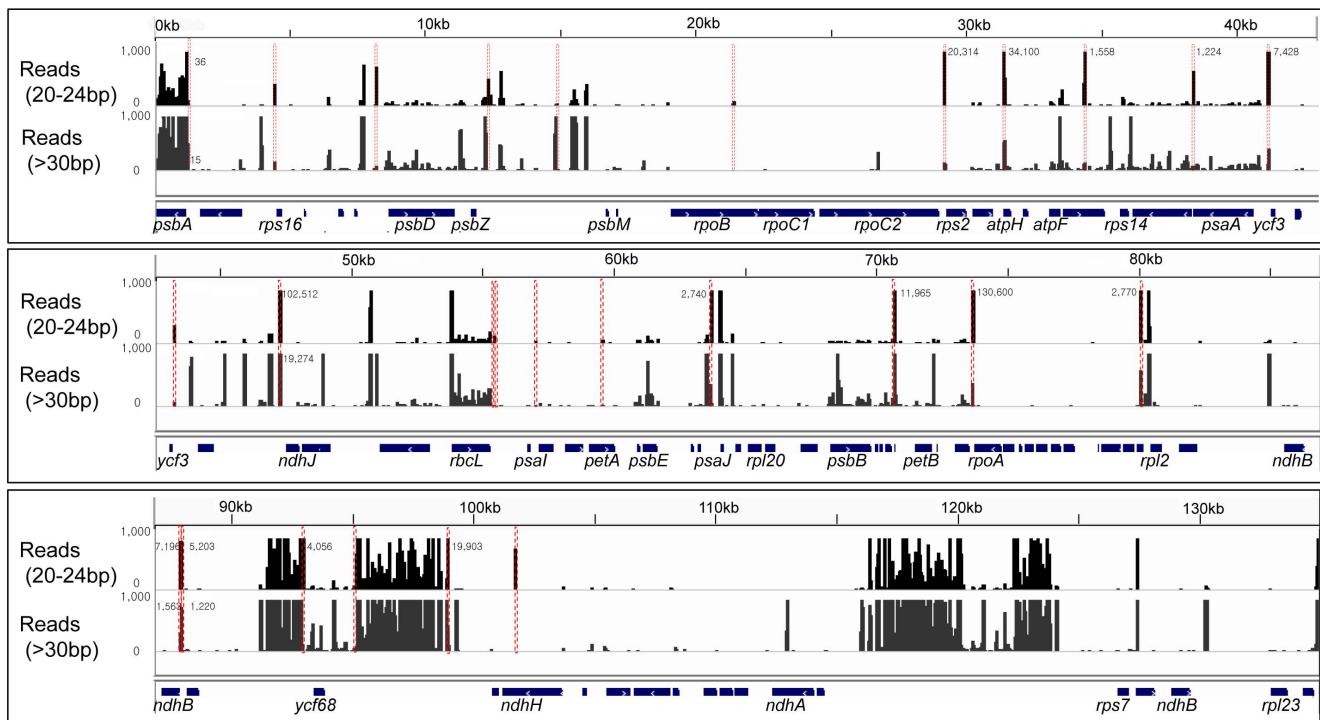 0kb 10kb 20kb 30kb 40kb
1,000
Reads
(20-24bp)
36 20,314 34,100 1,558 1,224 7,428
0
1,000
Reads
(>30bp)
15
0
psbA rps16 psbD psbZ psbM rpoB rpoC1 rpoC2 rps2 atpH atpF rps14 psaA ycf3
50kb 60kb 70kb 80kb
1,000
Reads
(20-24bp)
102,512 2,740 11,965 130,600 2,770
0
1,000
Reads
(>30bp)
19,274
0
ycf3 ndhJ rbcL psaI petA psbE psaJ rpl20 psbB petB rpoA rpl2 ndhB
90kb 100kb 110kb 120kb 130kb
1,000
Reads
(20-24bp)
7,196 5,203 4,056 19,903
0
1,000
Reads
(>30bp)
1,563 1,220
0
ndhB ycf68 ndhH ndhA rps7 ndhB rpl23